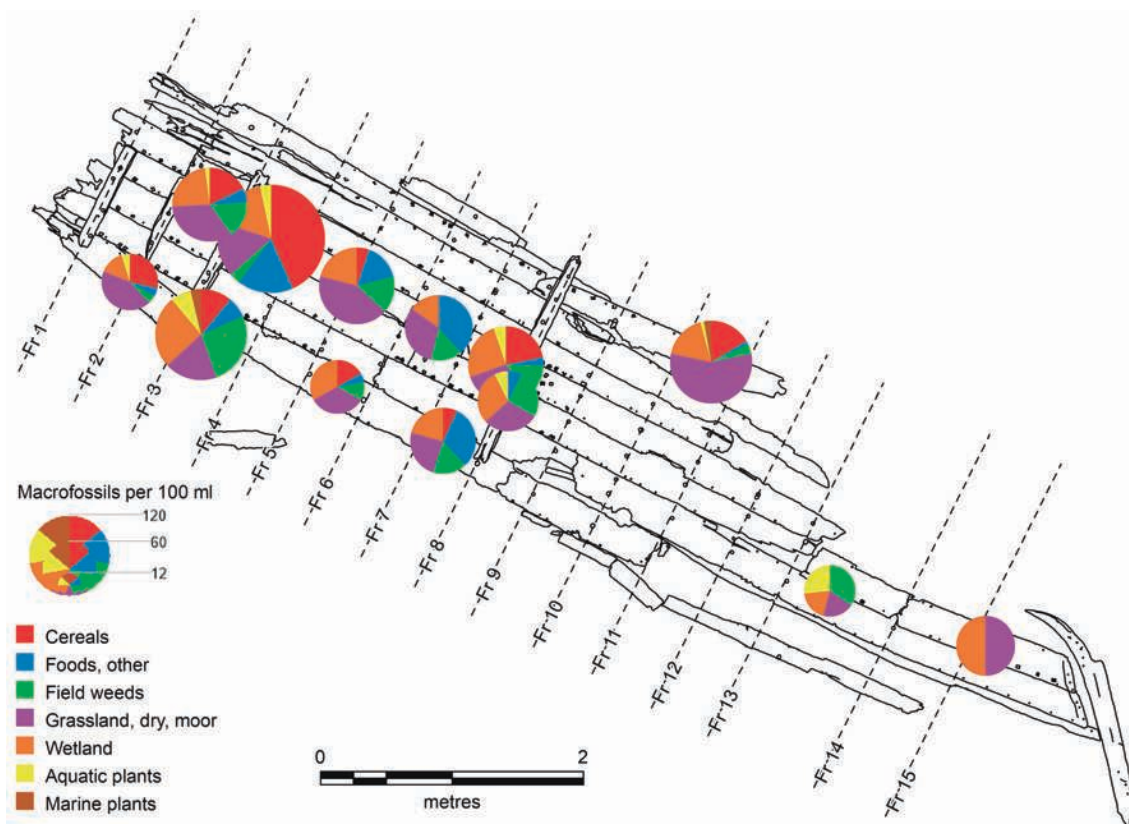 Fr 1
Fr 2
Fr 3
Fr 4
Fr 5
Fr 6
Fr 7
Fr 8
Fr 9
Fr 10
Fr 11
Fr 12
Fr 13
Fr 14
Fr 15
Macrofossils per 100 ml
120
60
12
Cereals
Foods, other
Field weeds
Grassland, dry, moor
Wetland
Aquatic plants
Marine plants
0 2
metres